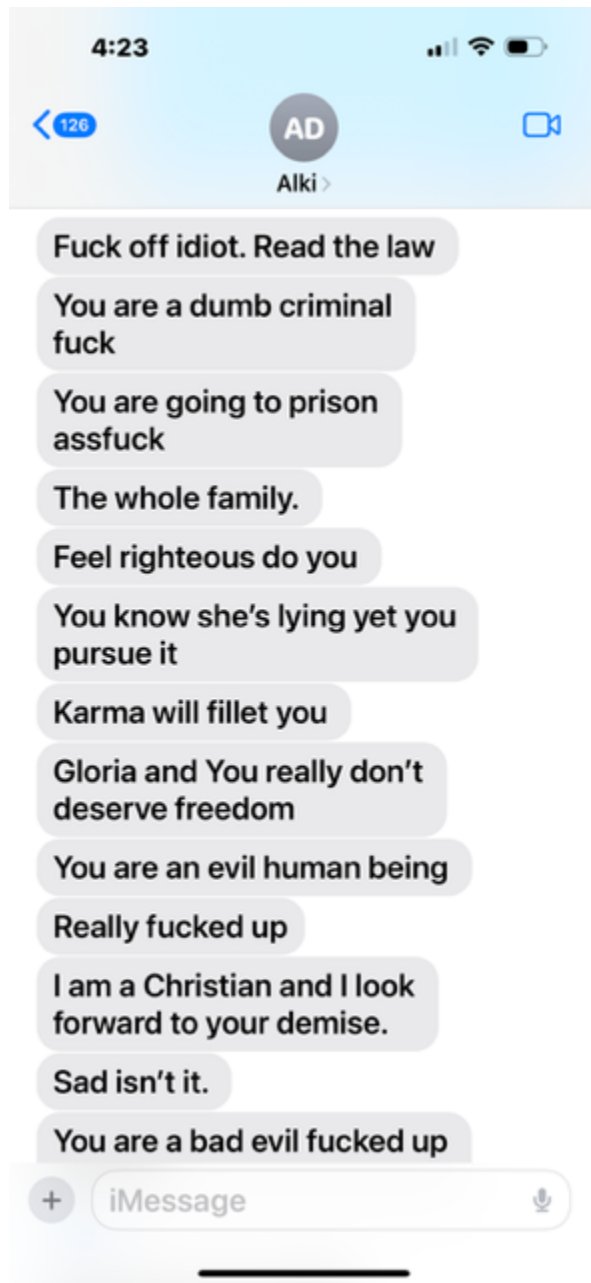 4:23
126
AD
Alki
Fuck off idiot. Read the law
You are a dumb criminal
fuck
You are going to prison
assfuck
The whole family.
Feel righteous do you
You know she’s lying yet you
pursue it
Karma will fillet you
Gloria and You really don’t
deserve freedom
You are an evil human being
Really fucked up
I am a Christian and I look
forward to your demise.
Sad isn’t it.
You are a bad evil fucked up
iMessage